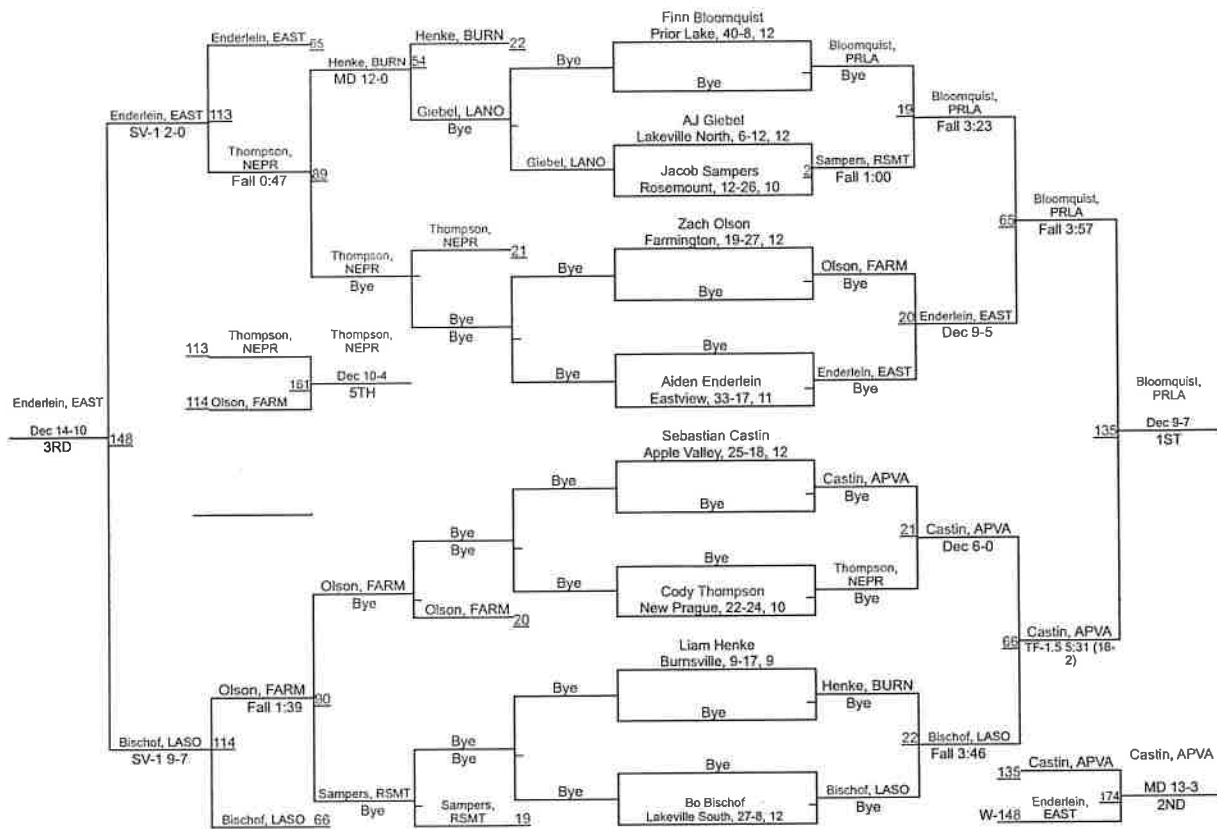 Finn Bloomquist
Prior Lake, 40-8, 12
Bye
AJ Giebel
Lakeville North, 6-12, 12
Jacob Sampers
Rosemount, 12-26, 10
Zach Olson
Farmington, 19-27, 12
Bye
Aiden Enderlein
Eastview, 33-17, 11
Sebastian Castin
Apple Valley, 25-18, 12
Bye
Bye
Cody Thompson
New Prague, 22-24, 10
Liam Henke
Burnsville, 9-17, 9
Bye
Bye
Bo Bischof
Lakeville South, 27-8, 12
Bloomquist,
PRLA
Bye
2
Sampers, RSMT
Fall 1:00
Olson, FARM
Bye
Enderlein, EAST
Bye
Castin, APVA
Bye
Thompson,
NEPR
Bye
Henke, BURN
Bye
Bischof, LASO
Bye
19
Bloomquist,
PRLA
Fall 3:23
20
Enderlein, EAST
Dec 9-5
21
Castin, APVA
Dec 6-0
22
Bischof, LASO
Fall 3:46
65
Bloomquist,
PRLA
Fall 3:57
66
Castin, APVA
TF-1.5 5:31 (18-
2)
135
Bloomquist,
PRLA
Dec 9-7
1ST
135
Castin, APVA
W-148
Enderlein,
EAST
174
Castin, APVA
MD 13-3
2ND
Bye
Giebel, LANO
Bye
Bye
Bye
Bye
Bye
Bye
Henke, BURN
22
Giebel, LANO
Bye
Thompson,
NEPR
21
Bye
Bye
Bye
Bye
Olson, FARM
20
Bye
Bye
Sampers,
RSMT
19
Henke, BURN
54
MD 12-0
Thompson,
NEPR
Bye
Olson, FARM
Bye
Sampers, RSMT
Bye
Enderlein, EAST
65
Thompson,
NEPR
Fall 0:47
89
Olson, FARM
Fall 1:39
90
Bischof, LASO
66
Enderlein, EAST
113
SV-1 2-0
Bischof, LASO
114
SV-1 9-7
Enderlein, EAST
Dec 14-10
3RD
148
113
Thompson,
NEPR
114
Olson, FARM
161
Thompson,
NEPR
Dec 10-4
5TH